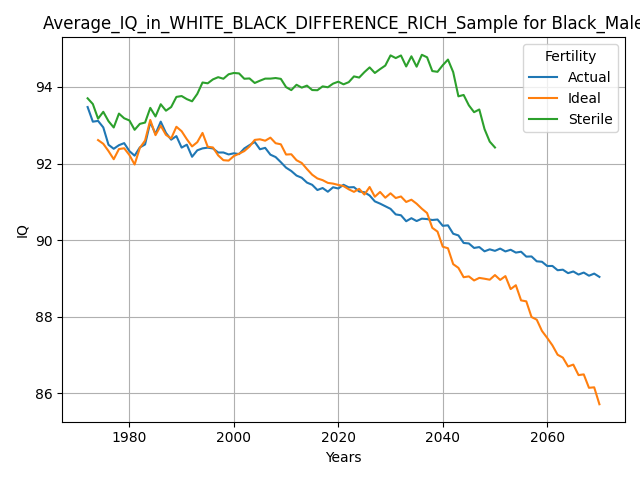 Average_IQ_in_WHITE_BLACK_DIFFERENCE_RICH_Sample for Black_Male
Fertility
Actual
Ideal
Sterile
IQ
94
92
90
88
86
1980
2000
2020
2040
2060
Years